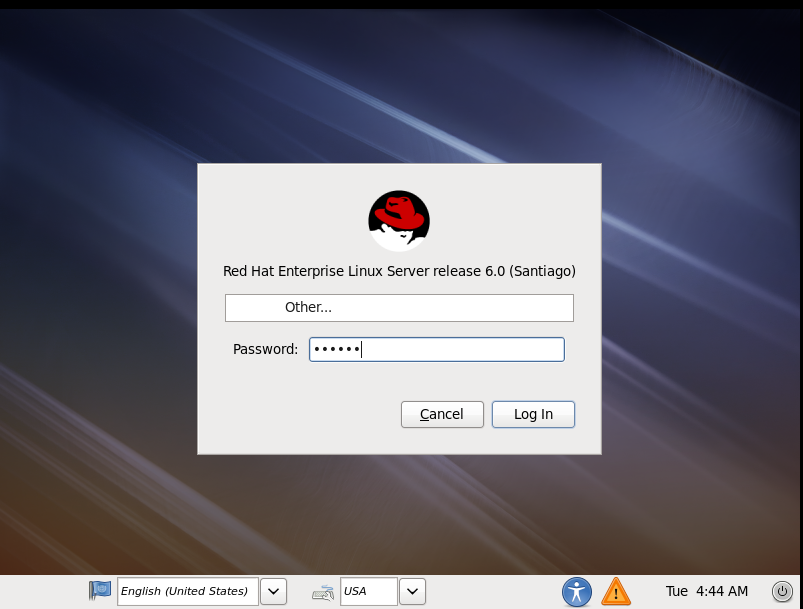 Red Hat Enterprise Linux Server release 6.0 (Santiago)
Other...
Password: ••••••
Cancel Log In
English (United States) USA Tue 4:44 AM